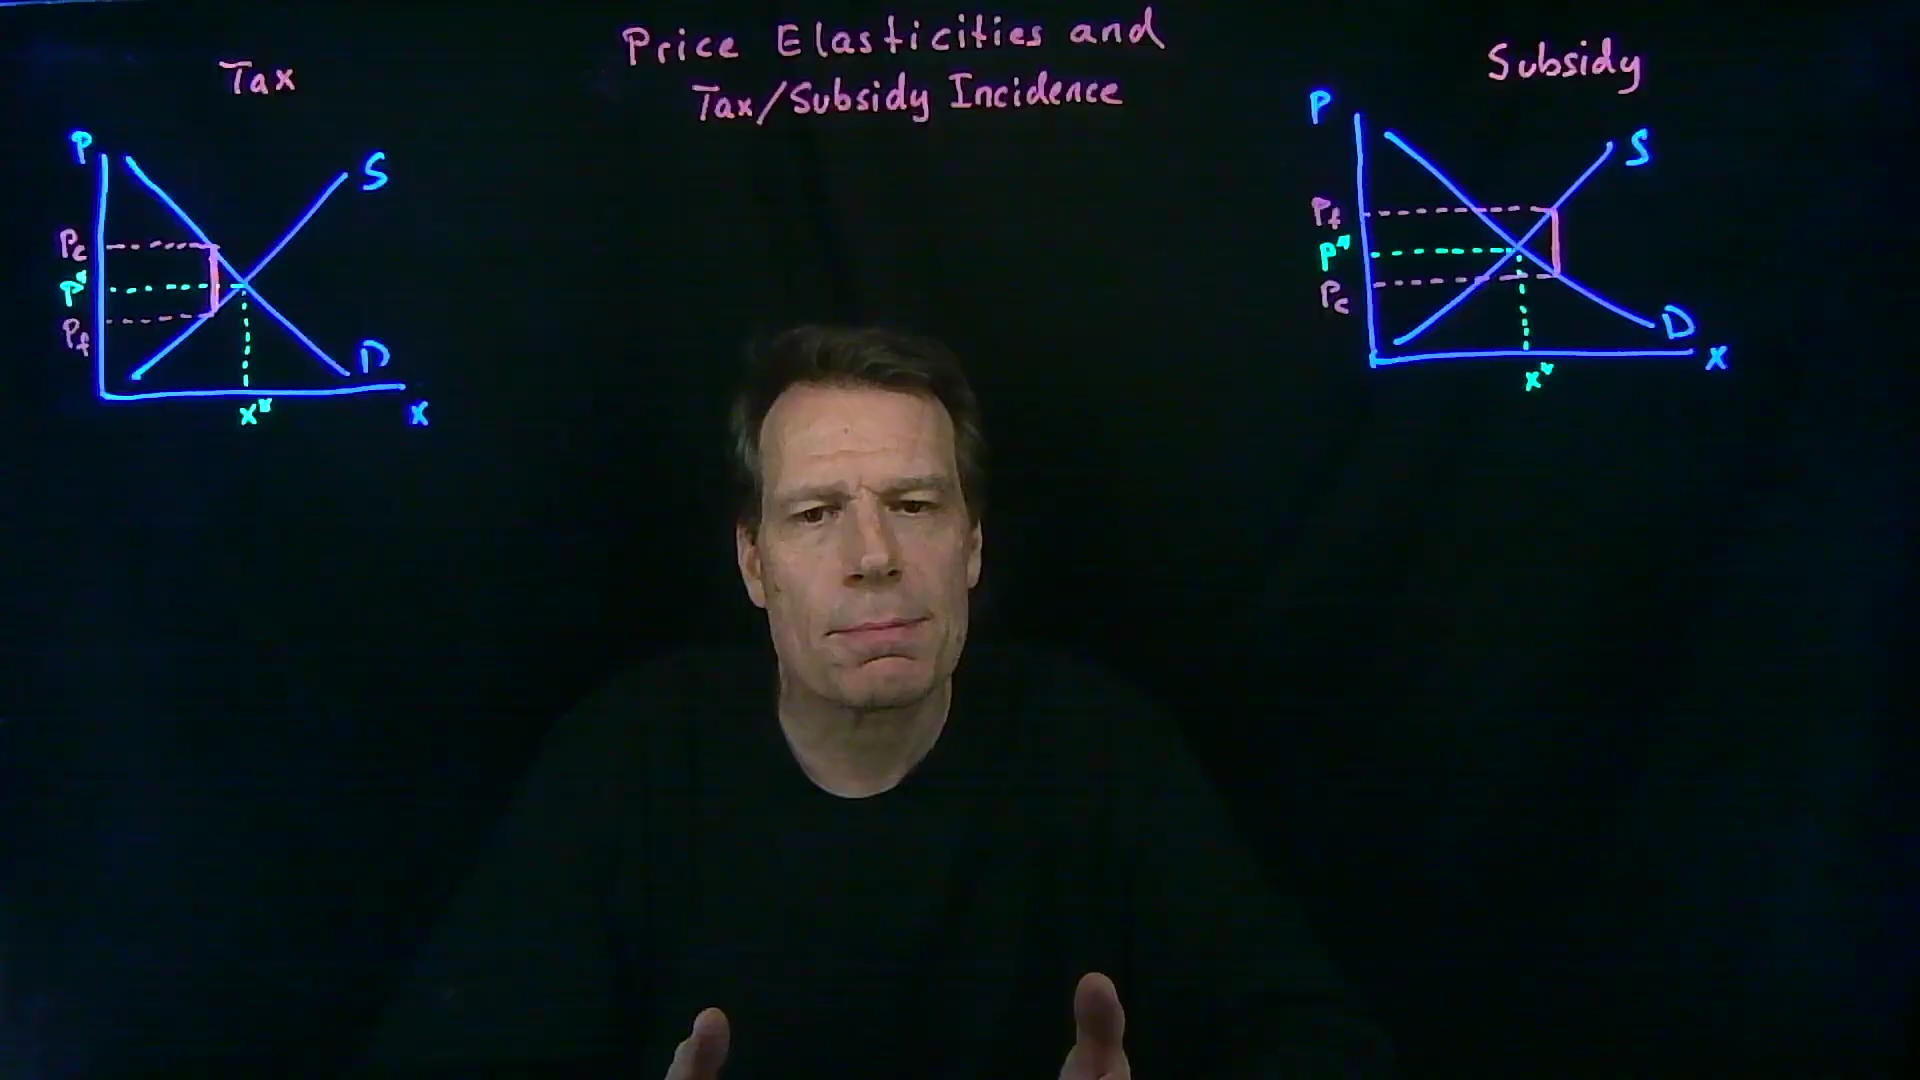 Price Elasticities and
Tax/Subsidy Incidence
Tax
P
S
Pc
P*
Pf
D
X*
X
Subsidy
P
S
Pf
P*
Pc
D
X
X*